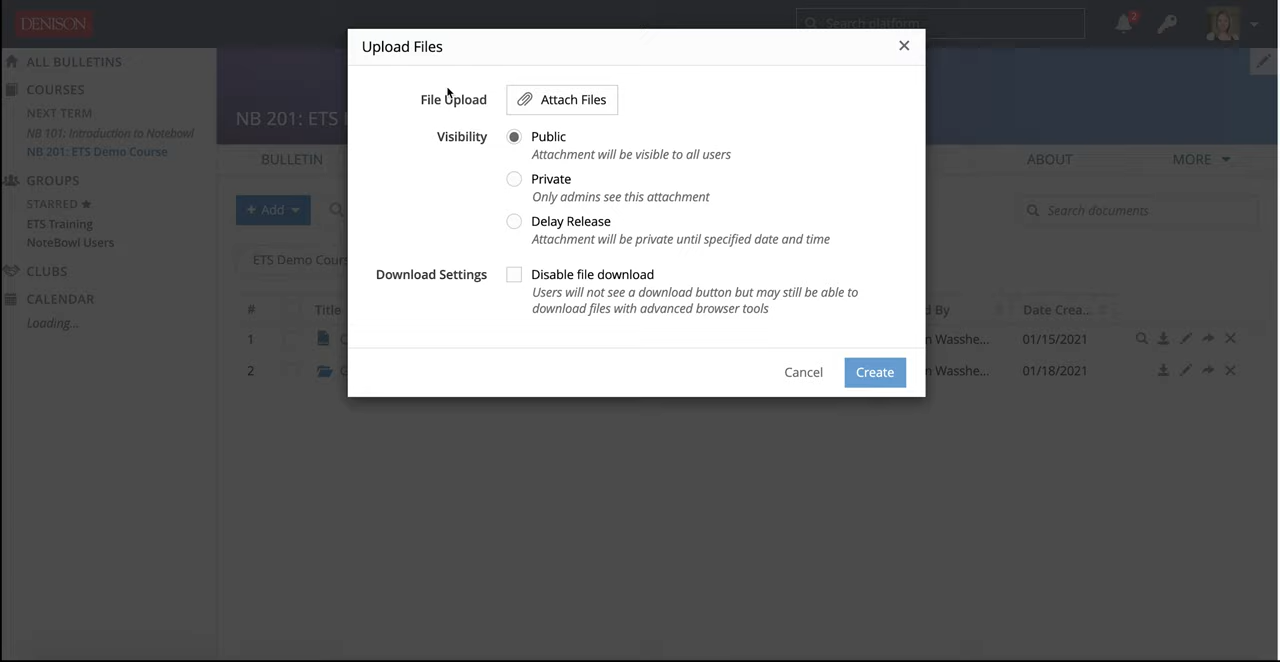 DENISON
Search platform
2
Upload Files
ALL BULLETINS
COURSES
NEXT TERM
NB 101: Introduction to Notebowl
NB 201: ETS Demo Course
GROUPS
STARRED
ETS Training
NoteBowl Users
CLUBS
CALENDAR
Loading...
NB 201: ETS
BULLETIN
ABOUT
MORE
+ Add
Search documents
ETS Demo Cours
# Title d By Date Crea...
1 n Wasshe... 01/15/2021
2 n Wasshe... 01/18/2021
File Upload
Attach Files
Visibility
Public
Attachment will be visible to all users
Private
Only admins see this attachment
Delay Release
Attachment will be private until specified date and time
Download Settings
Disable file download
Users will not see a download button but may still be able to
download files with advanced browser tools
Cancel
Create